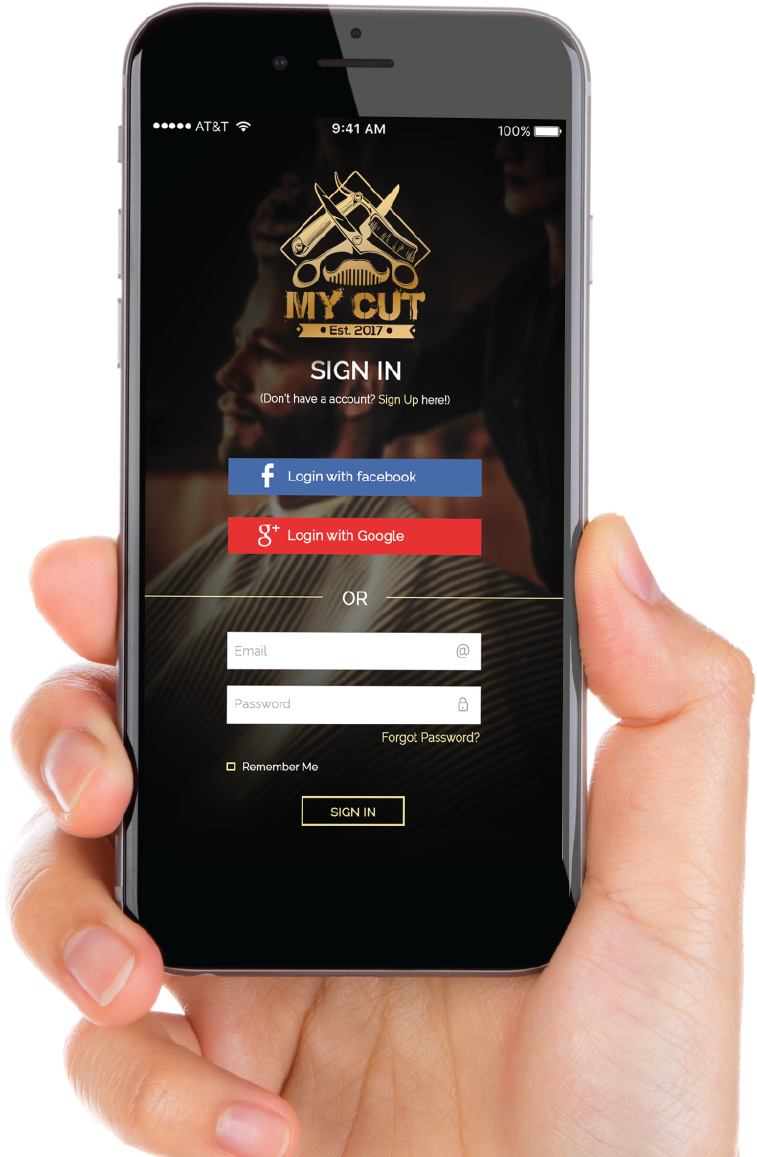 AT&T 9:41 AM 100%
MY CUT
Est. 2017
SIGN IN
(Don't have a account? Sign Up here!)
f Login with facebook
g+ Login with Google
OR
Email @
Password
Forgot Password?
Remember Me
SIGN IN